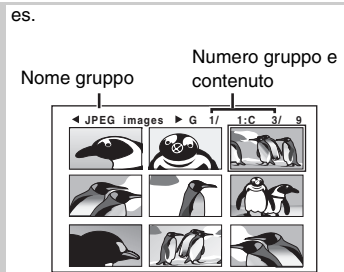 es.
Numero gruppo e
Nome gruppo
contenuto
◄ JPEG images ► G 1/ 1:C 3/ 9